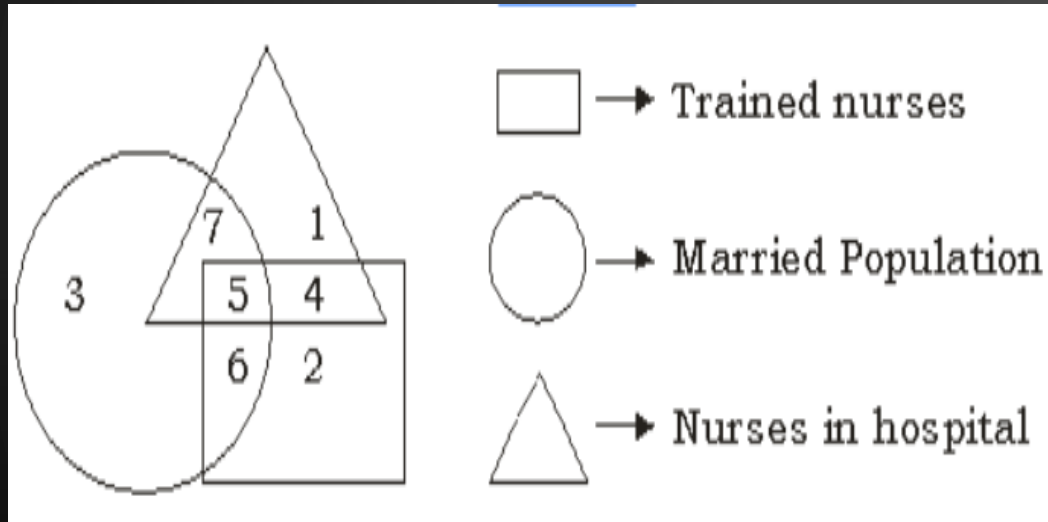 Trained nurses
7 1
Married Population
3 5 4
6 2
Nurses in hospital